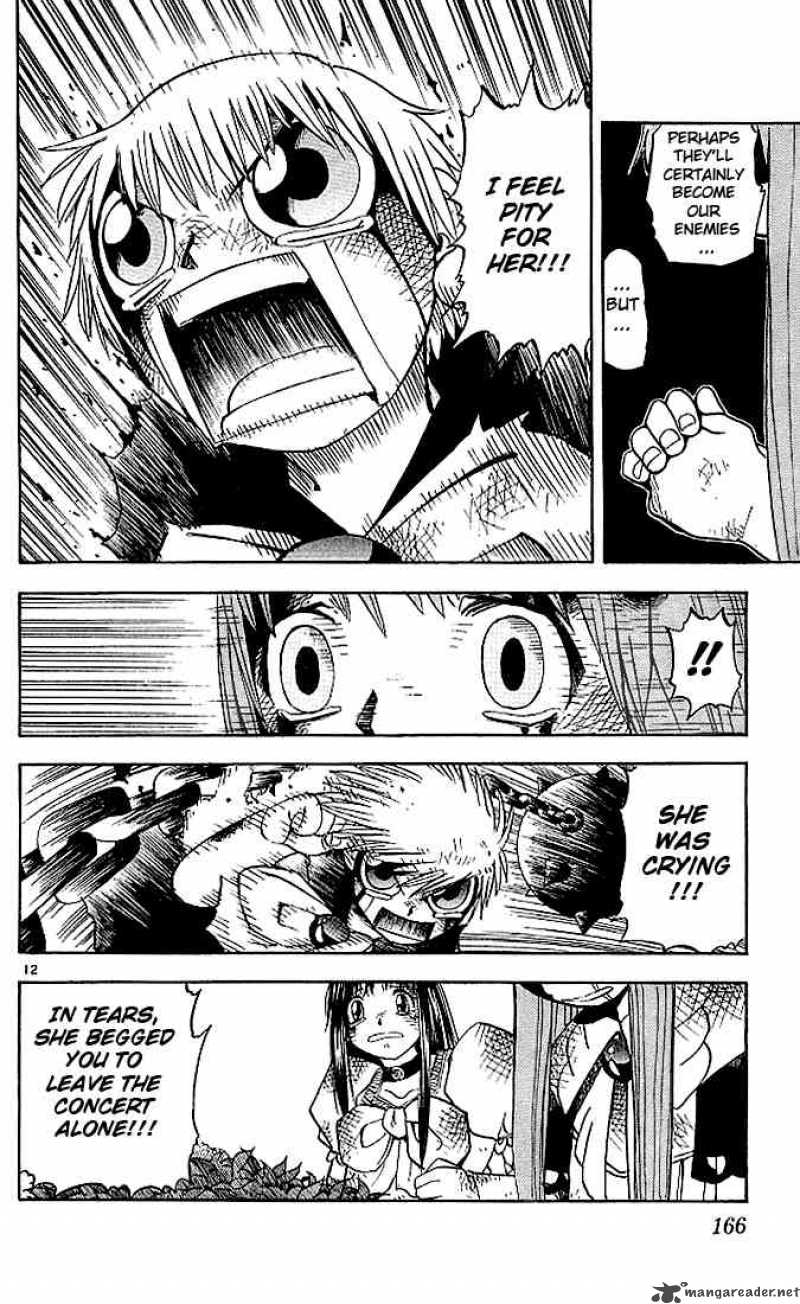 PERHAPS
THEY'LL
CERTAINLY
BECOME
OUR
ENEMIES
...
...
BUT
...
I FEEL
PITY
FOR
HER!!!
!!
SHE
WAS
CRYING
!!!
12
IN TEARS,
SHE BEGGED
YOU TO
LEAVE THE
CONCERT
ALONE!!!
166
mangareader.net